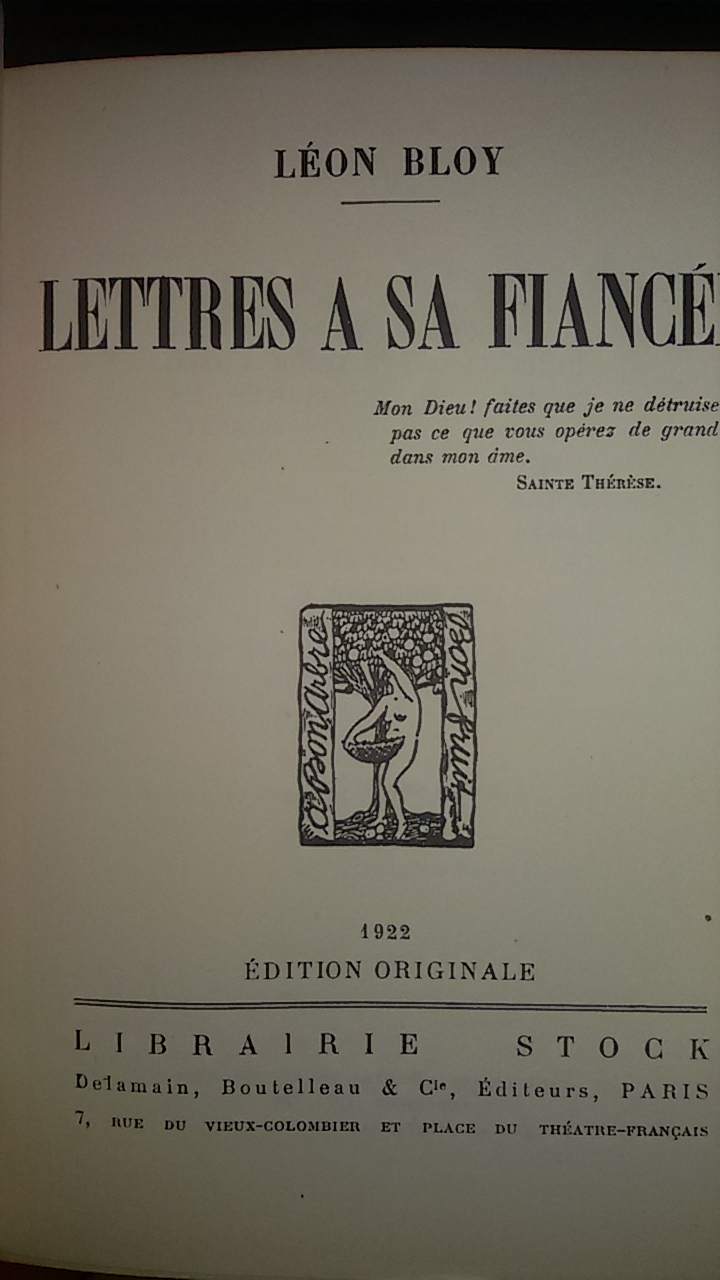 LÉON BLOY
LETTRES A SA FIANCÉE
Mon Dieu! faites que je ne détruise
pas ce que vous opérez de grand
dans mon âme.
SAINTE THÉRÈSE.
à Bon Arbre
Bon fruit
1922
ÉDITION ORIGINALE
LIBRAIRIE STOCK
Delamain, Boutelleau & Cie, Éditeurs, PARIS
7, RUE DU VIEUX-COLOMBIER ET PLACE DU THÉATRE-FRANÇAIS